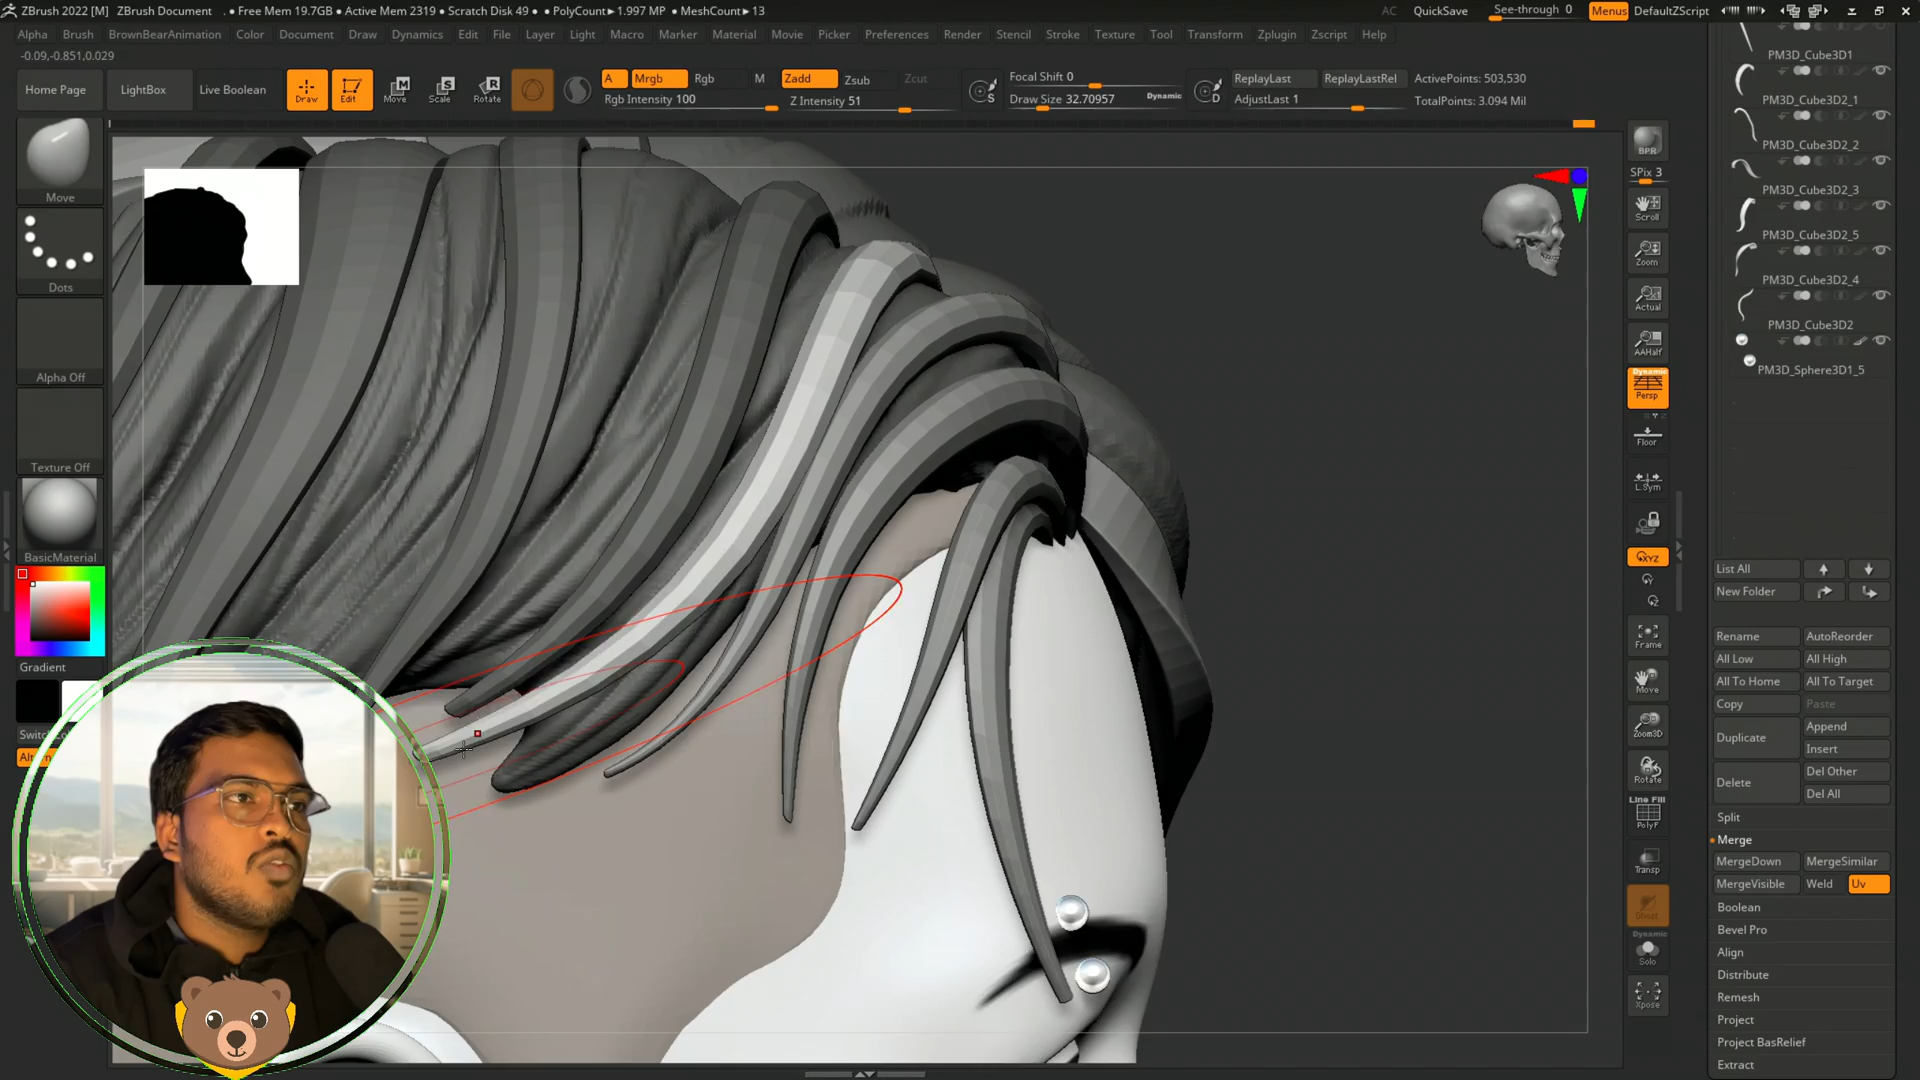 ZBrush 2022 [M] ZBrush Document . • Free Mem 19.7GB • Active Mem 2319 • Scratch Disk 49 • PolyCount▸ 1.997 MP • MeshCount▸ 13
AC QuickSave See-through 0 Menus DefaultZScript
Alpha Brush BrownBearAnimation Color Document Draw Dynamics Edit File Layer Light Macro Marker Material Movie Picker Preferences Render Stencil Stroke Texture Tool Transform Zplugin Zscript Help
-0.09,-0.851,0.029
Home Page LightBox Live Boolean
Draw Edit Move Scale Rotate
A Mrgb Rgb M
Rgb Intensity 100
Zadd Zsub Zcut
Z Intensity 51
S
Focal Shift 0
Draw Size 32.70957 Dynamic
D
ReplayLast ReplayLastRel
AdjustLast 1
ActivePoints: 503,530
TotalPoints: 3.094 Mil
Move
Dots
Alpha Off
Texture Off
BasicMaterial
Gradient
BPR
SPix 3
Scroll
Zoom
Actual
AAHalf
Dynamic
Persp
Floor
L.Sym
XYZ
Frame
Move
Zoom3D
Rotate
Line Fill
PolyF
Transp
Ghost
Dynamic
Solo
Xpose
PM3D_Cube3D1
PM3D_Cube3D2_1
PM3D_Cube3D2_2
PM3D_Cube3D2_3
PM3D_Cube3D2_5
PM3D_Cube3D2_4
PM3D_Cube3D2
PM3D_Sphere3D1_5
List All
New Folder
Rename AutoReorder
All Low All High
All To Home All To Target
Copy Paste
Duplicate Append
Insert
Delete Del Other
Del All
Split
Merge
MergeDown MergeSimilar
MergeVisible Weld Uv
Boolean
Bevel Pro
Align
Distribute
Remesh
Project
Project BasRelief
Extract